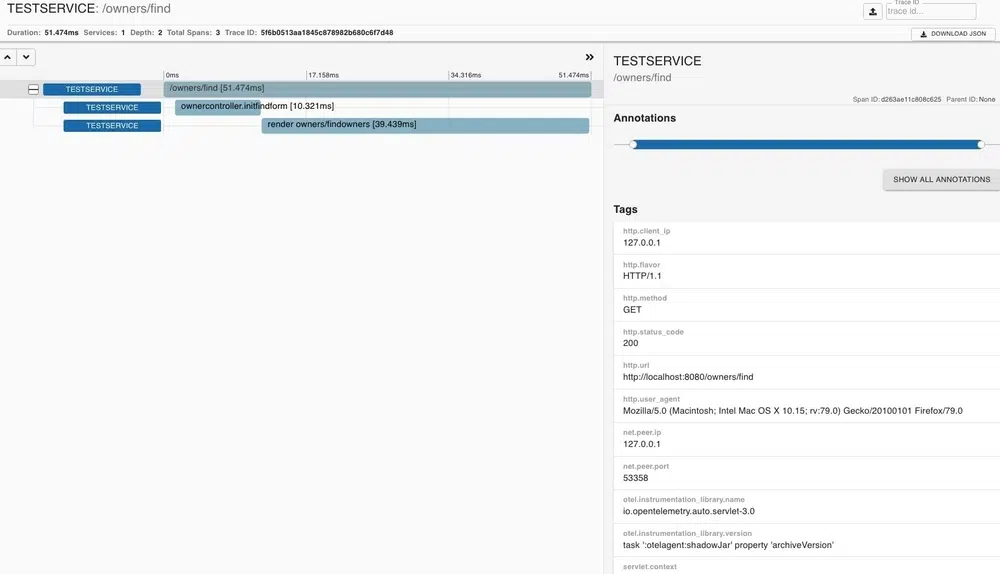 TESTSERVICE: /owners/find
Trace ID
trace id...
Duration: 51.474ms Services: 1 Depth: 2 Total Spans: 3 Trace ID: 5f6b0513aa1845c878982b680c6f7d48
DOWNLOAD JSON
0ms 17.158ms 34.316ms 51.474ms
TESTSERVICE /owners/find [51.474ms]
TESTSERVICE ownercontroller.initfindform [10.321ms]
TESTSERVICE render owners/findowners [39.439ms]
TESTSERVICE
/owners/find
Span ID: d263ae11c808c625 Parent ID: None
Annotations
SHOW ALL ANNOTATIONS
Tags
http.client_ip
127.0.0.1
http.flavor
HTTP/1.1
http.method
GET
http.status_code
200
http.url
http://localhost:8080/owners/find
http.user_agent
Mozilla/5.0 (Macintosh; Intel Mac OS X 10.15; rv:79.0) Gecko/20100101 Firefox/79.0
net.peer.ip
127.0.0.1
net.peer.port
53358
otel.instrumentation_library.name
io.opentelemetry.auto.servlet-3.0
otel.instrumentation_library.version
task ':otelagent:shadowJar' property 'archiveVersion'
servlet.context